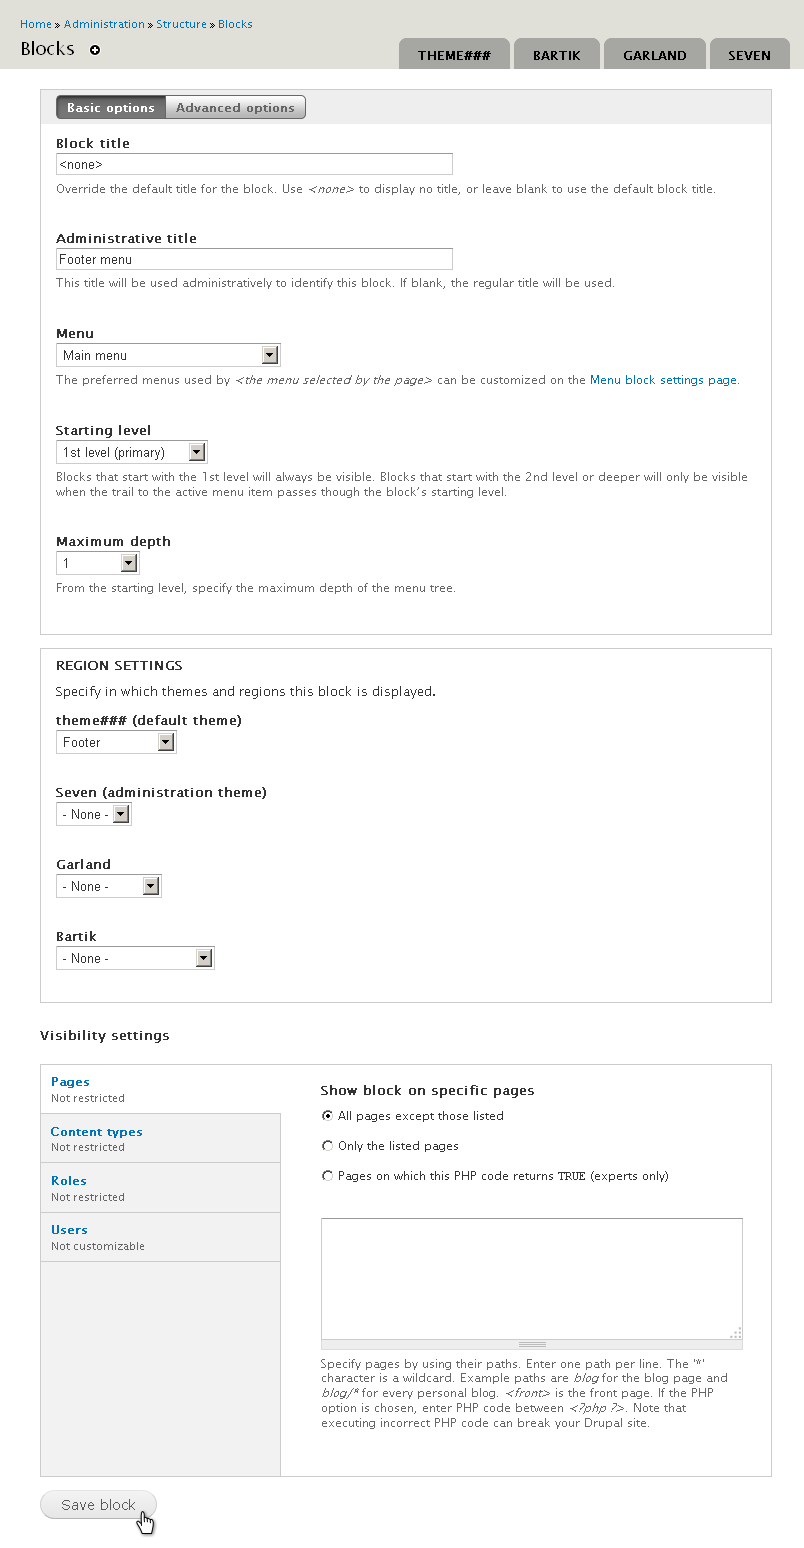 Home » Administration » Structure » Blocks
Blocks
THEME### BARTIK GARLAND SEVEN
Basic options Advanced options
Block title
<none>
Override the default title for the block. Use <none> to display no title, or leave blank to use the default block title.
Administrative title
Footer menu
This title will be used administratively to identify this block. If blank, the regular title will be used.
Menu
Main menu
The preferred menus used by <the menu selected by the page> can be customized on the Menu block settings page.
Starting level
1st level (primary)
Blocks that start with the 1st level will always be visible. Blocks that start with the 2nd level or deeper will only be visible
when the trail to the active menu item passes though the block's starting level.
Maximum depth
1
From the starting level, specify the maximum depth of the menu tree.
REGION SETTINGS
Specify in which themes and regions this block is displayed.
theme### (default theme)
Footer
Seven (administration theme)
- None -
Garland
- None -
Bartik
- None -
Visibility settings
Pages
Not restricted
Content types
Not restricted
Roles
Not restricted
Users
Not customizable
Show block on specific pages
All pages except those listed
Only the listed pages
Pages on which this PHP code returns TRUE (experts only)
Specify pages by using their paths. Enter one path per line. The '*'
character is a wildcard. Example paths are blog for the blog page and
blog/* for every personal blog. <front> is the front page. If the PHP
option is chosen, enter PHP code between <?php ?>. Note that
executing incorrect PHP code can break your Drupal site.
Save block